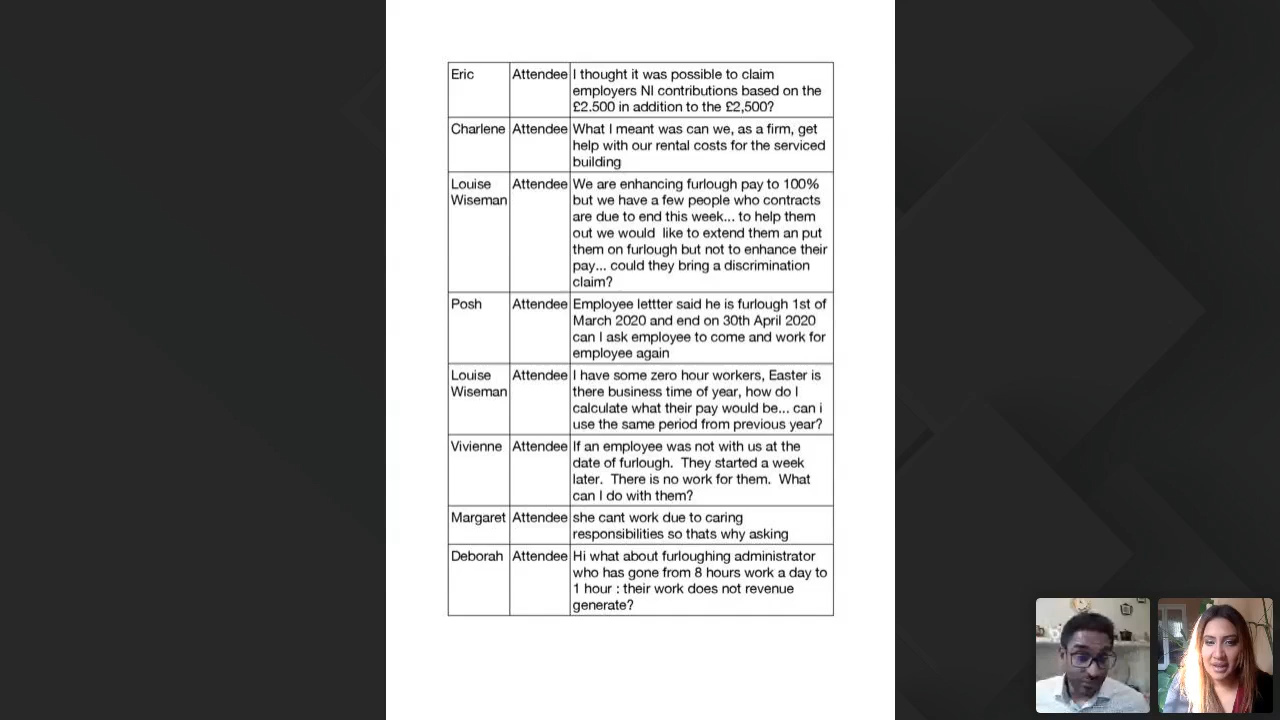 Eric Attendee I thought it was possible to claim
employers NI contributions based on the
£2.500 in addition to the £2,500?
Charlene Attendee What I meant was can we, as a firm, get
help with our rental costs for the serviced
building
Louise Attendee We are enhancing furlough pay to 100%
Wiseman but we have a few people who contracts
are due to end this week... to help them
out we would like to extend them an put
them on furlough but not to enhance their
pay... could they bring a discrimination
claim?
Posh Attendee Employee lettter said he is furlough 1st of
March 2020 and end on 30th April 2020
can I ask employee to come and work for
employee again
Louise Attendee I have some zero hour workers, Easter is
Wiseman there business time of year, how do I
calculate what their pay would be... can i
use the same period from previous year?
Vivienne Attendee If an employee was not with us at the
date of furlough. They started a week
later. There is no work for them. What
can I do with them?
Margaret Attendee she cant work due to caring
responsibilities so thats why asking
Deborah Attendee Hi what about furloughing administrator
who has gone from 8 hours work a day to
1 hour : their work does not revenue
generate?